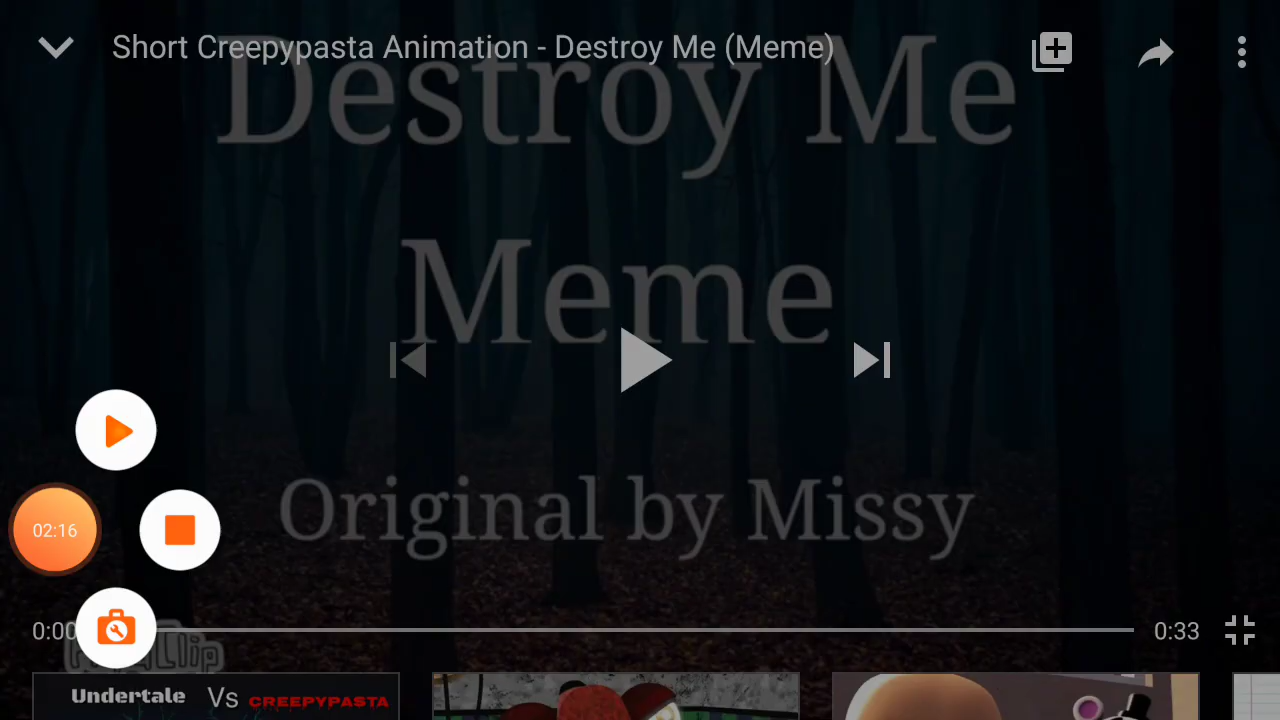 Short Creepypasta Animation - Destroy Me (Meme)
Destroy Me
Meme
Original by Missy
02:16
0:00
0:33
Undertale Vs CREEPYPASTA